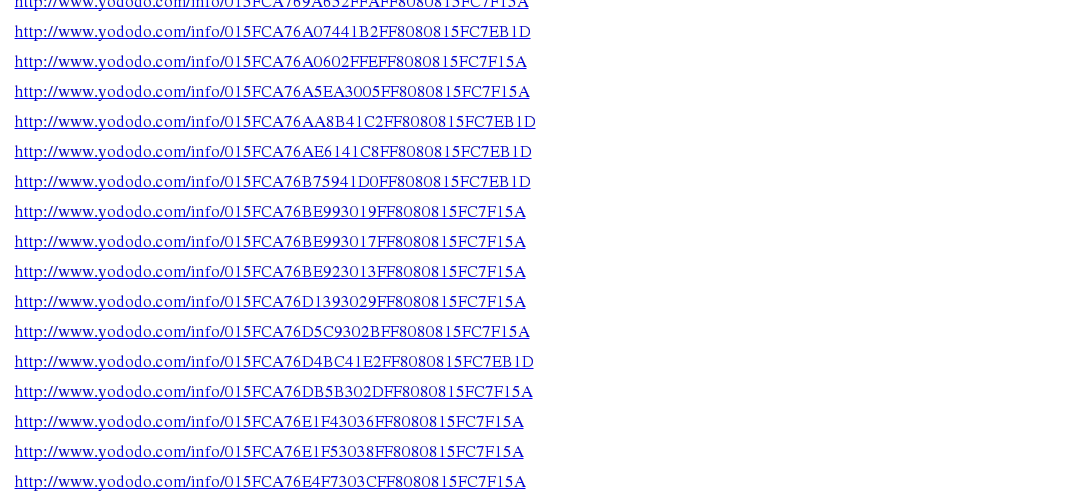 http://www.yododo.com/info/015FCA769A652FFAFF8080815FC7F15A
http://www.yododo.com/info/015FCA76A07441B2FF8080815FC7EB1D
http://www.yododo.com/info/015FCA76A0602FFEFF8080815FC7F15A
http://www.yododo.com/info/015FCA76A5EA3005FF8080815FC7F15A
http://www.yododo.com/info/015FCA76AA8B41C2FF8080815FC7EB1D
http://www.yododo.com/info/015FCA76AE6141C8FF8080815FC7EB1D
http://www.yododo.com/info/015FCA76B75941D0FF8080815FC7EB1D
http://www.yododo.com/info/015FCA76BE993019FF8080815FC7F15A
http://www.yododo.com/info/015FCA76BE993017FF8080815FC7F15A
http://www.yododo.com/info/015FCA76BE923013FF8080815FC7F15A
http://www.yododo.com/info/015FCA76D1393029FF8080815FC7F15A
http://www.yododo.com/info/015FCA76D5C9302BFF8080815FC7F15A
http://www.yododo.com/info/015FCA76D4BC41E2FF8080815FC7EB1D
http://www.yododo.com/info/015FCA76DB5B302DFF8080815FC7F15A
http://www.yododo.com/info/015FCA76E1F43036FF8080815FC7F15A
http://www.yododo.com/info/015FCA76E1F53038FF8080815FC7F15A
http://www.yododo.com/info/015FCA76E4F7303CFF8080815FC7F15A